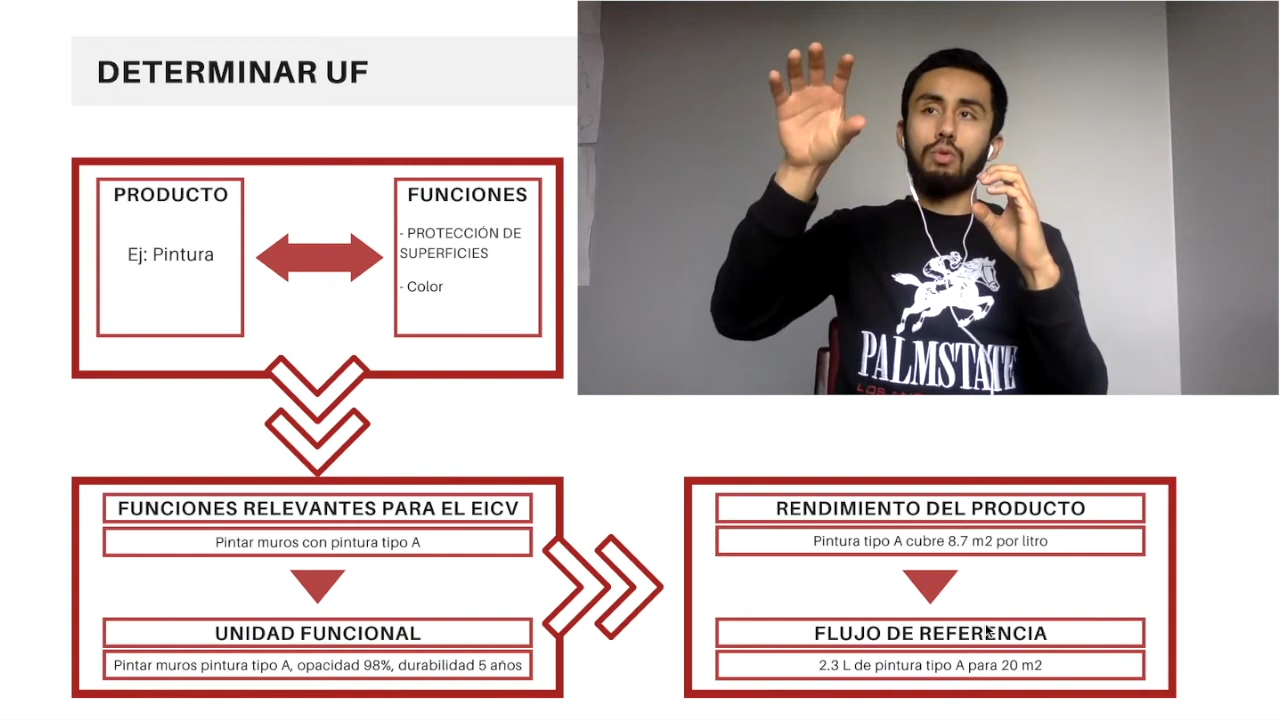 DETERMINAR UF
PRODUCTO
Ej: Pintura
FUNCIONES
- PROTECCIÓN DE
SUPERFICIES
- Color
PALMSTATE
FUNCIONES RELEVANTES PARA EL EICV
Pintar muros con pintura tipo A
UNIDAD FUNCIONAL
Pintar muros pintura tipo A, opacidad 98%, durabilidad 5 años
RENDIMIENTO DEL PRODUCTO
Pintura tipo A cubre 8.7 m2 por litro
FLUJO DE REFERENCIA
2.3 L de pintura tipo A para 20 m2